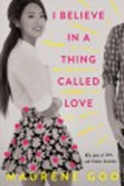 I BELIEVE
IN A
THING
CALLED
LOVE
MAURENE GOO